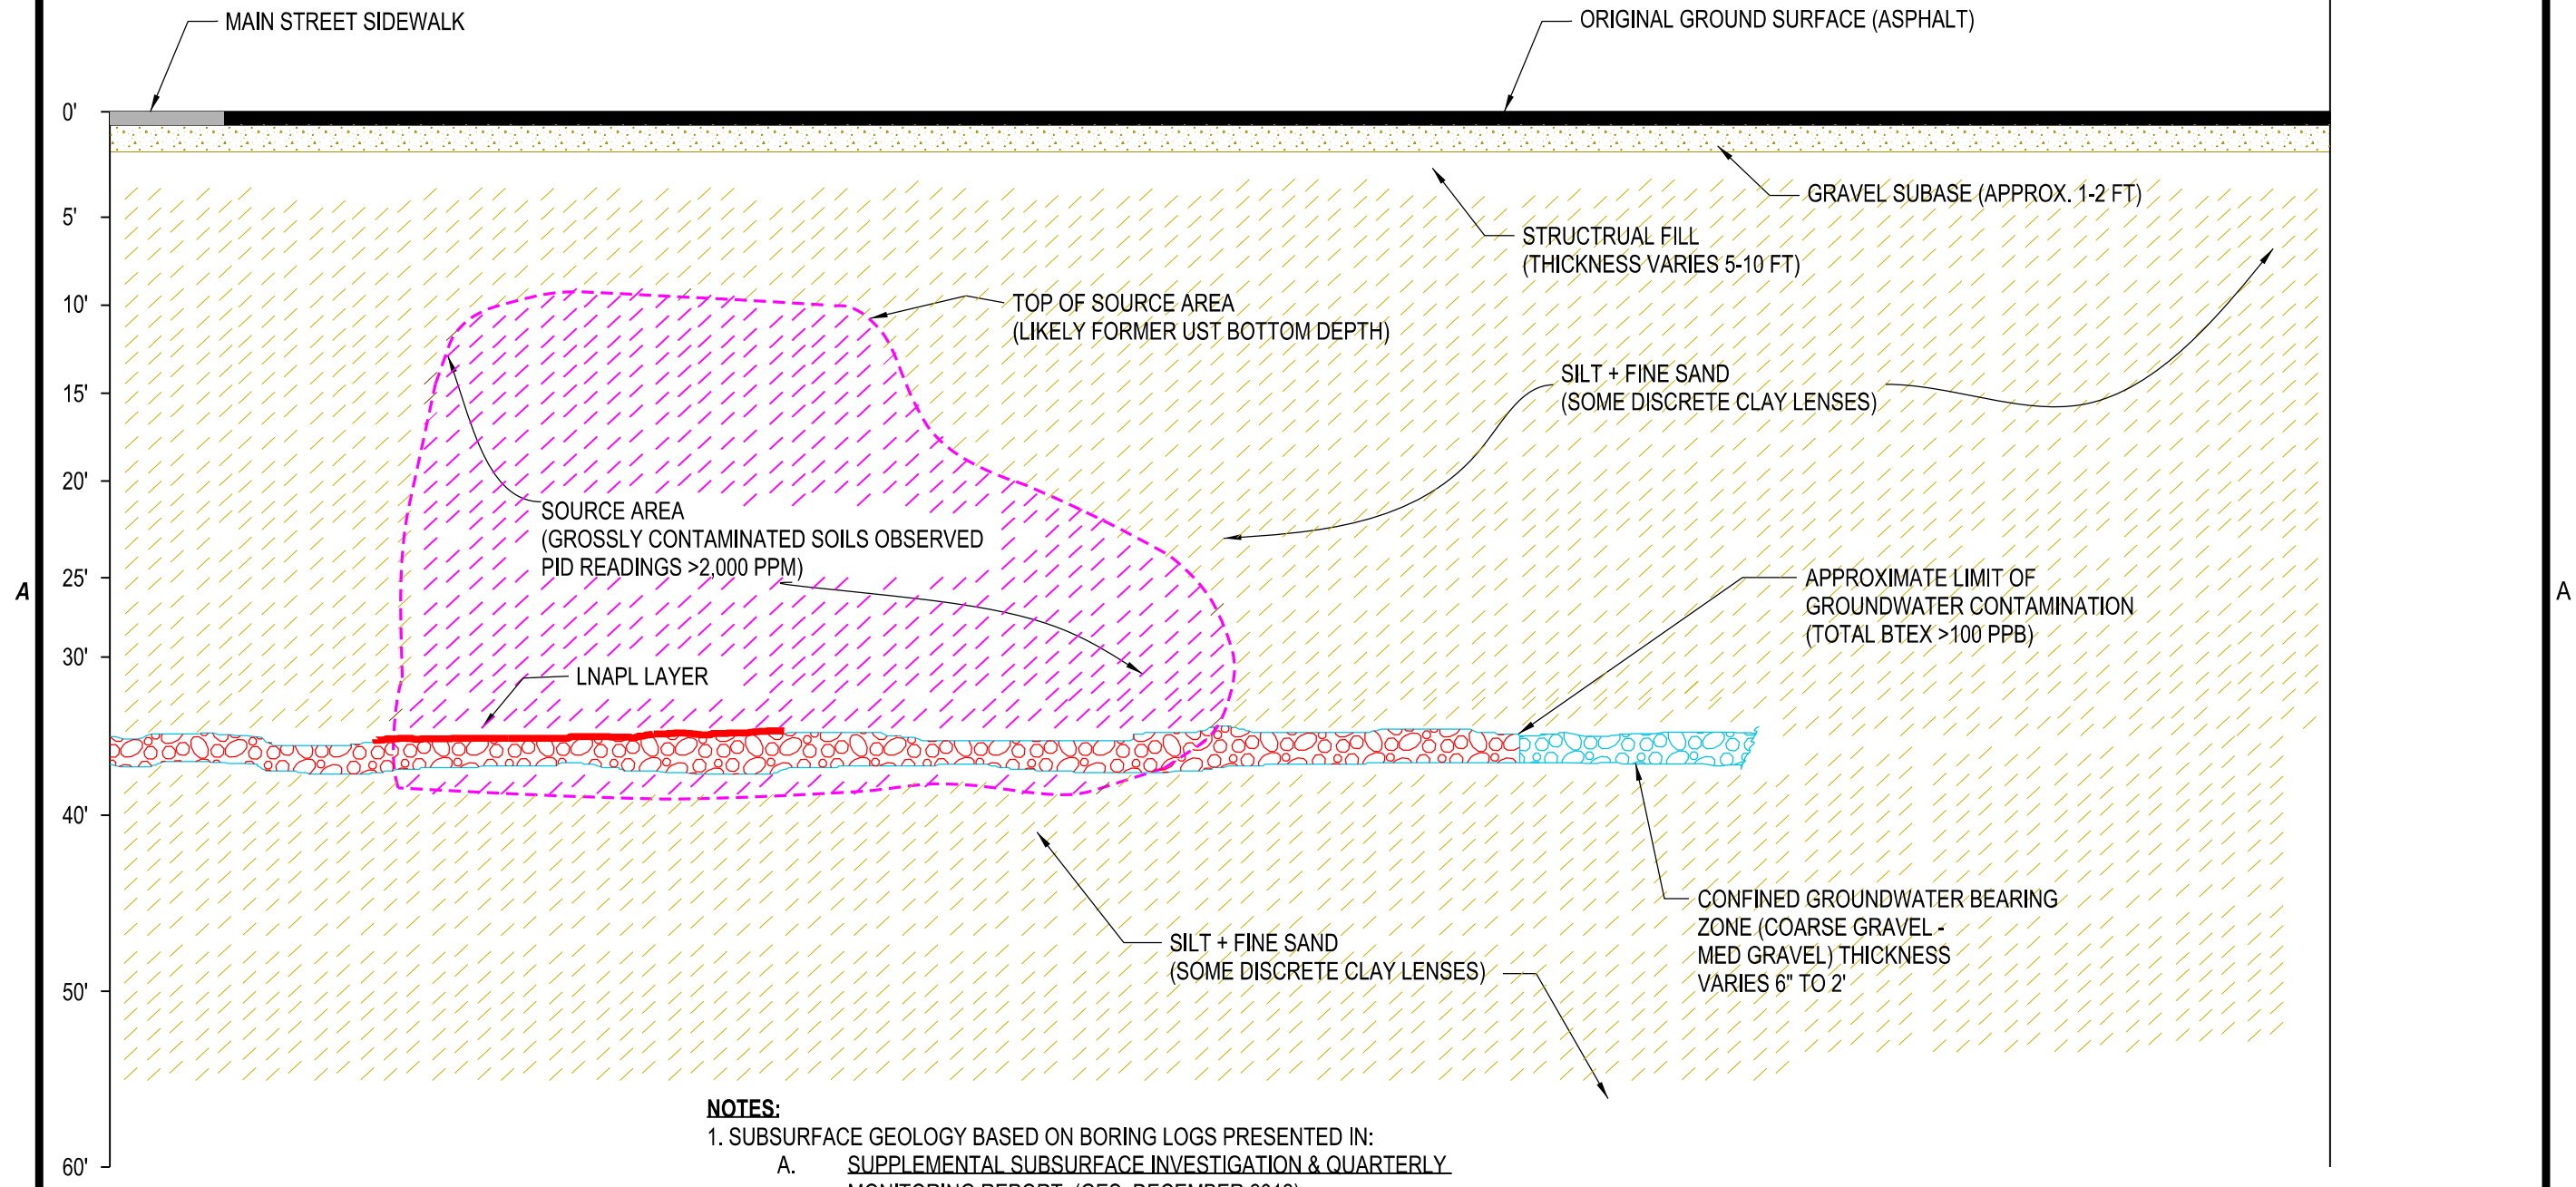 MAIN STREET SIDEWALK
ORIGINAL GROUND SURFACE (ASPHALT)
0'
GRAVEL SUBASE (APPROX. 1-2 FT)
5'
STRUCTRUAL FILL
(THICKNESS VARIES 5-10 FT)
10'
TOP OF SOURCE AREA
(LIKELY FORMER UST BOTTOM DEPTH)
15'
SILT + FINE SAND
(SOME DISCRETE CLAY LENSES)
20'
SOURCE AREA
(GROSSLY CONTAMINATED SOILS OBSERVED
PID READINGS >2,000 PPM)
25'
A
A
APPROXIMATE LIMIT OF
GROUNDWATER CONTAMINATION
(TOTAL BTEX >100 PPB)
30'
LNAPL LAYER
40'
CONFINED GROUNDWATER BEARING
ZONE (COARSE GRAVEL -
MED GRAVEL) THICKNESS
VARIES 6" TO 2'
SILT + FINE SAND
(SOME DISCRETE CLAY LENSES)
50'
NOTES:
1. SUBSURFACE GEOLOGY BASED ON BORING LOGS PRESENTED IN:
60'
A. SUPPLEMENTAL SUBSURFACE INVESTIGATION & QUARTERLY
MONITORING REPORT